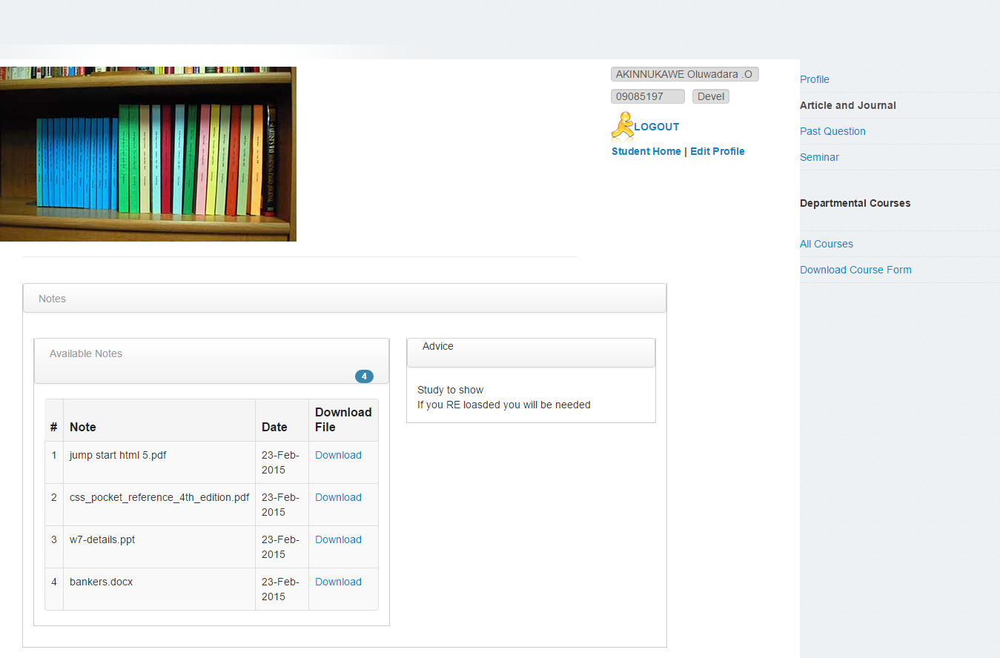 AKINNUKAWE Oluwadara .O
09085197 Devel
LOGOUT
Student Home | Edit Profile
Profile
Article and Journal
Past Question
Seminar
Departmental Courses
All Courses
Download Course Form
Notes
Available Notes
4
# Note Date Download File
1 jump start html 5.pdf 23-Feb-2015 Download
2 css_pocket_reference_4th_edition.pdf 23-Feb-2015 Download
3 w7-details.ppt 23-Feb-2015 Download
4 bankers.docx 23-Feb-2015 Download
Advice
Study to show
If you RE loasded you will be needed